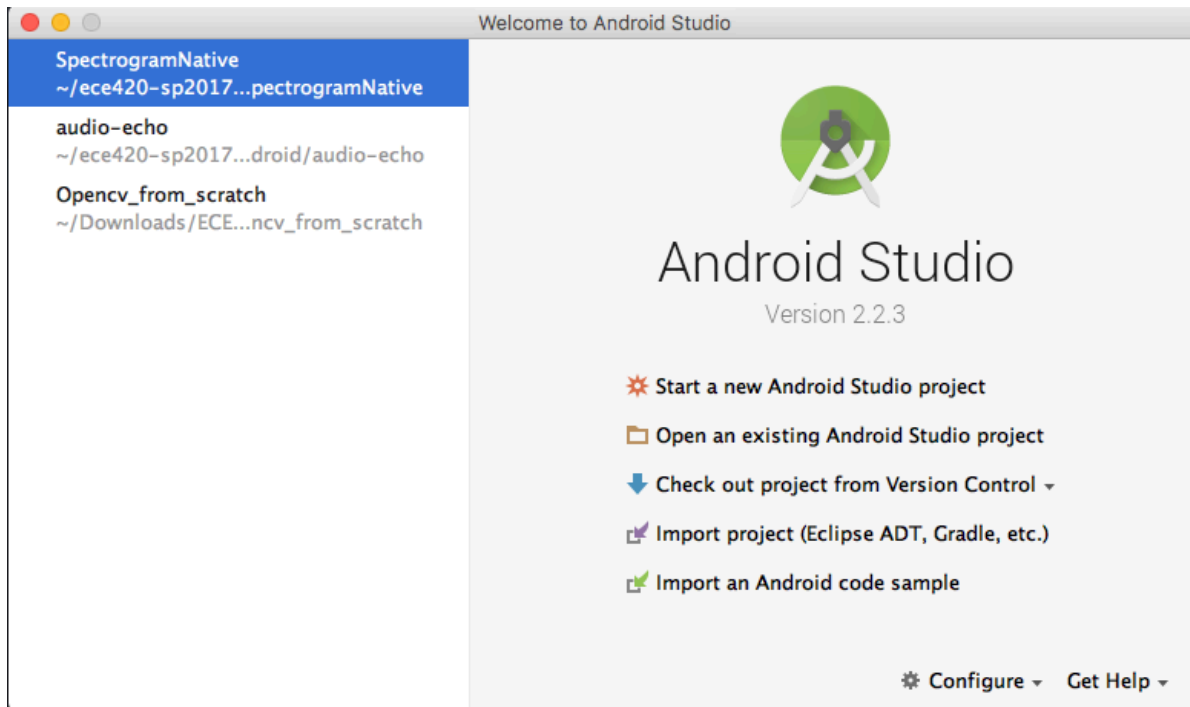 Welcome to Android Studio
SpectrogramNative
~/ece420-sp2017...pectrogramNative
audio-echo
~/ece420-sp2017...droid/audio-echo
Opencv_from_scratch
~/Downloads/ECE...ncv_from_scratch
Android Studio
Version 2.2.3
Start a new Android Studio project
Open an existing Android Studio project
Check out project from Version Control
Import project (Eclipse ADT, Gradle, etc.)
Import an Android code sample
Configure Get Help